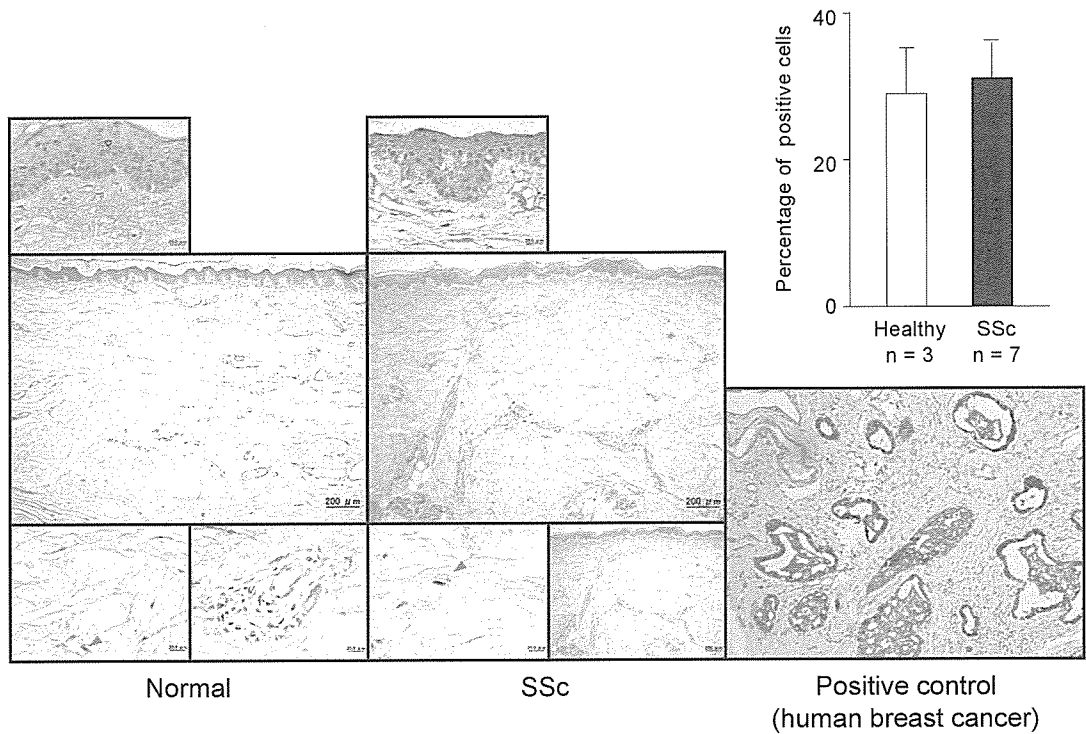 40
20
0
Percentage of positive cells
Healthy
n = 3
SSc
n = 7
200 μm
200 μm
Normal
SSc
Positive control
(human breast cancer)